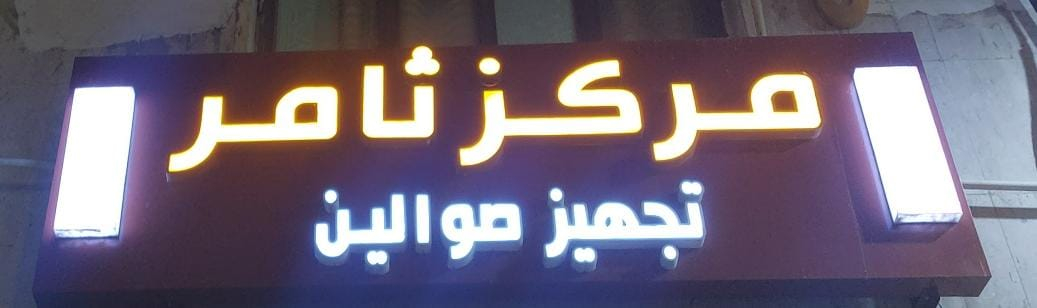 مركز ثامر
تجهيز صوالين